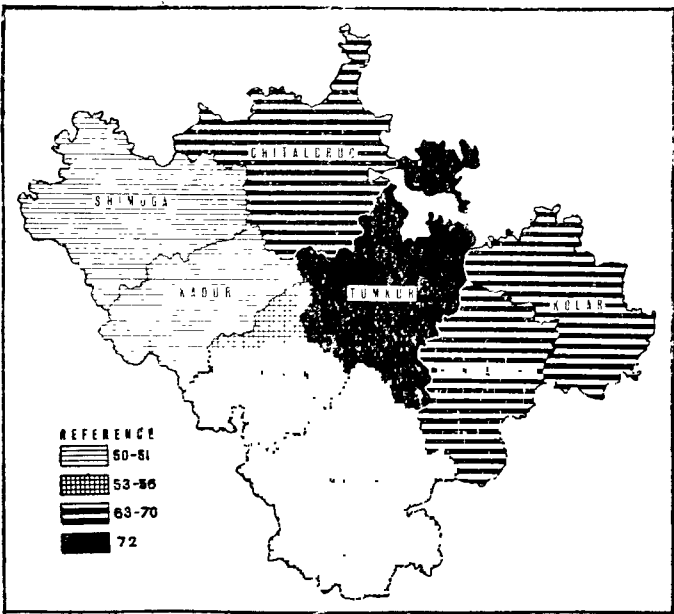 CHITALDRUG
SHIMOGA
KADUR
TUMKUR
KOLAR
REFERENCE
50-51
53-56
63-70
72